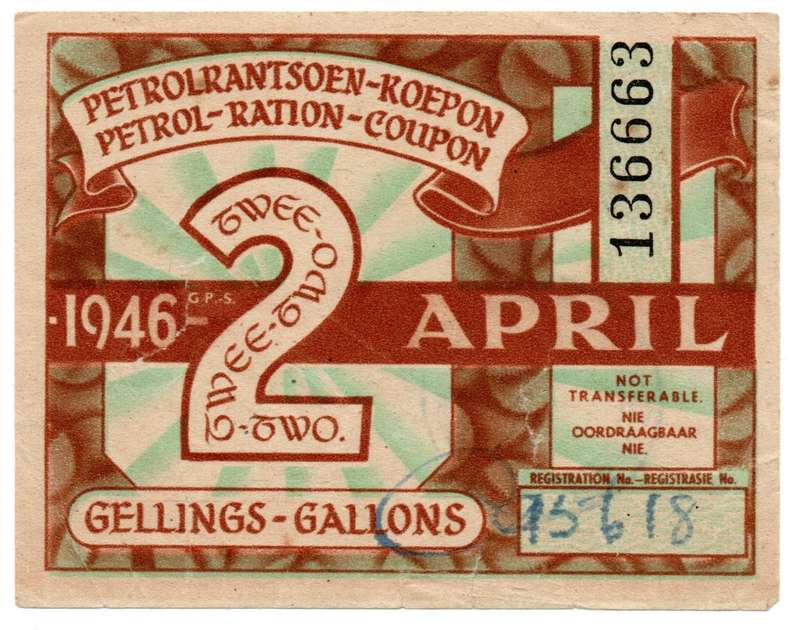 PETROLRANTSOEN-KOEPON
PETROL-RATION-COUPON
136663
2
TWEE-
TWEE-TWO
T-TWO.
1946
G.P.-S.
APRIL
NOT
TRANSFERABLE.
NIE
OORDRAAGBAAR
NIE.
GELLINGS-GALLONS
REGISTRATION No.-REGISTRASIE No.